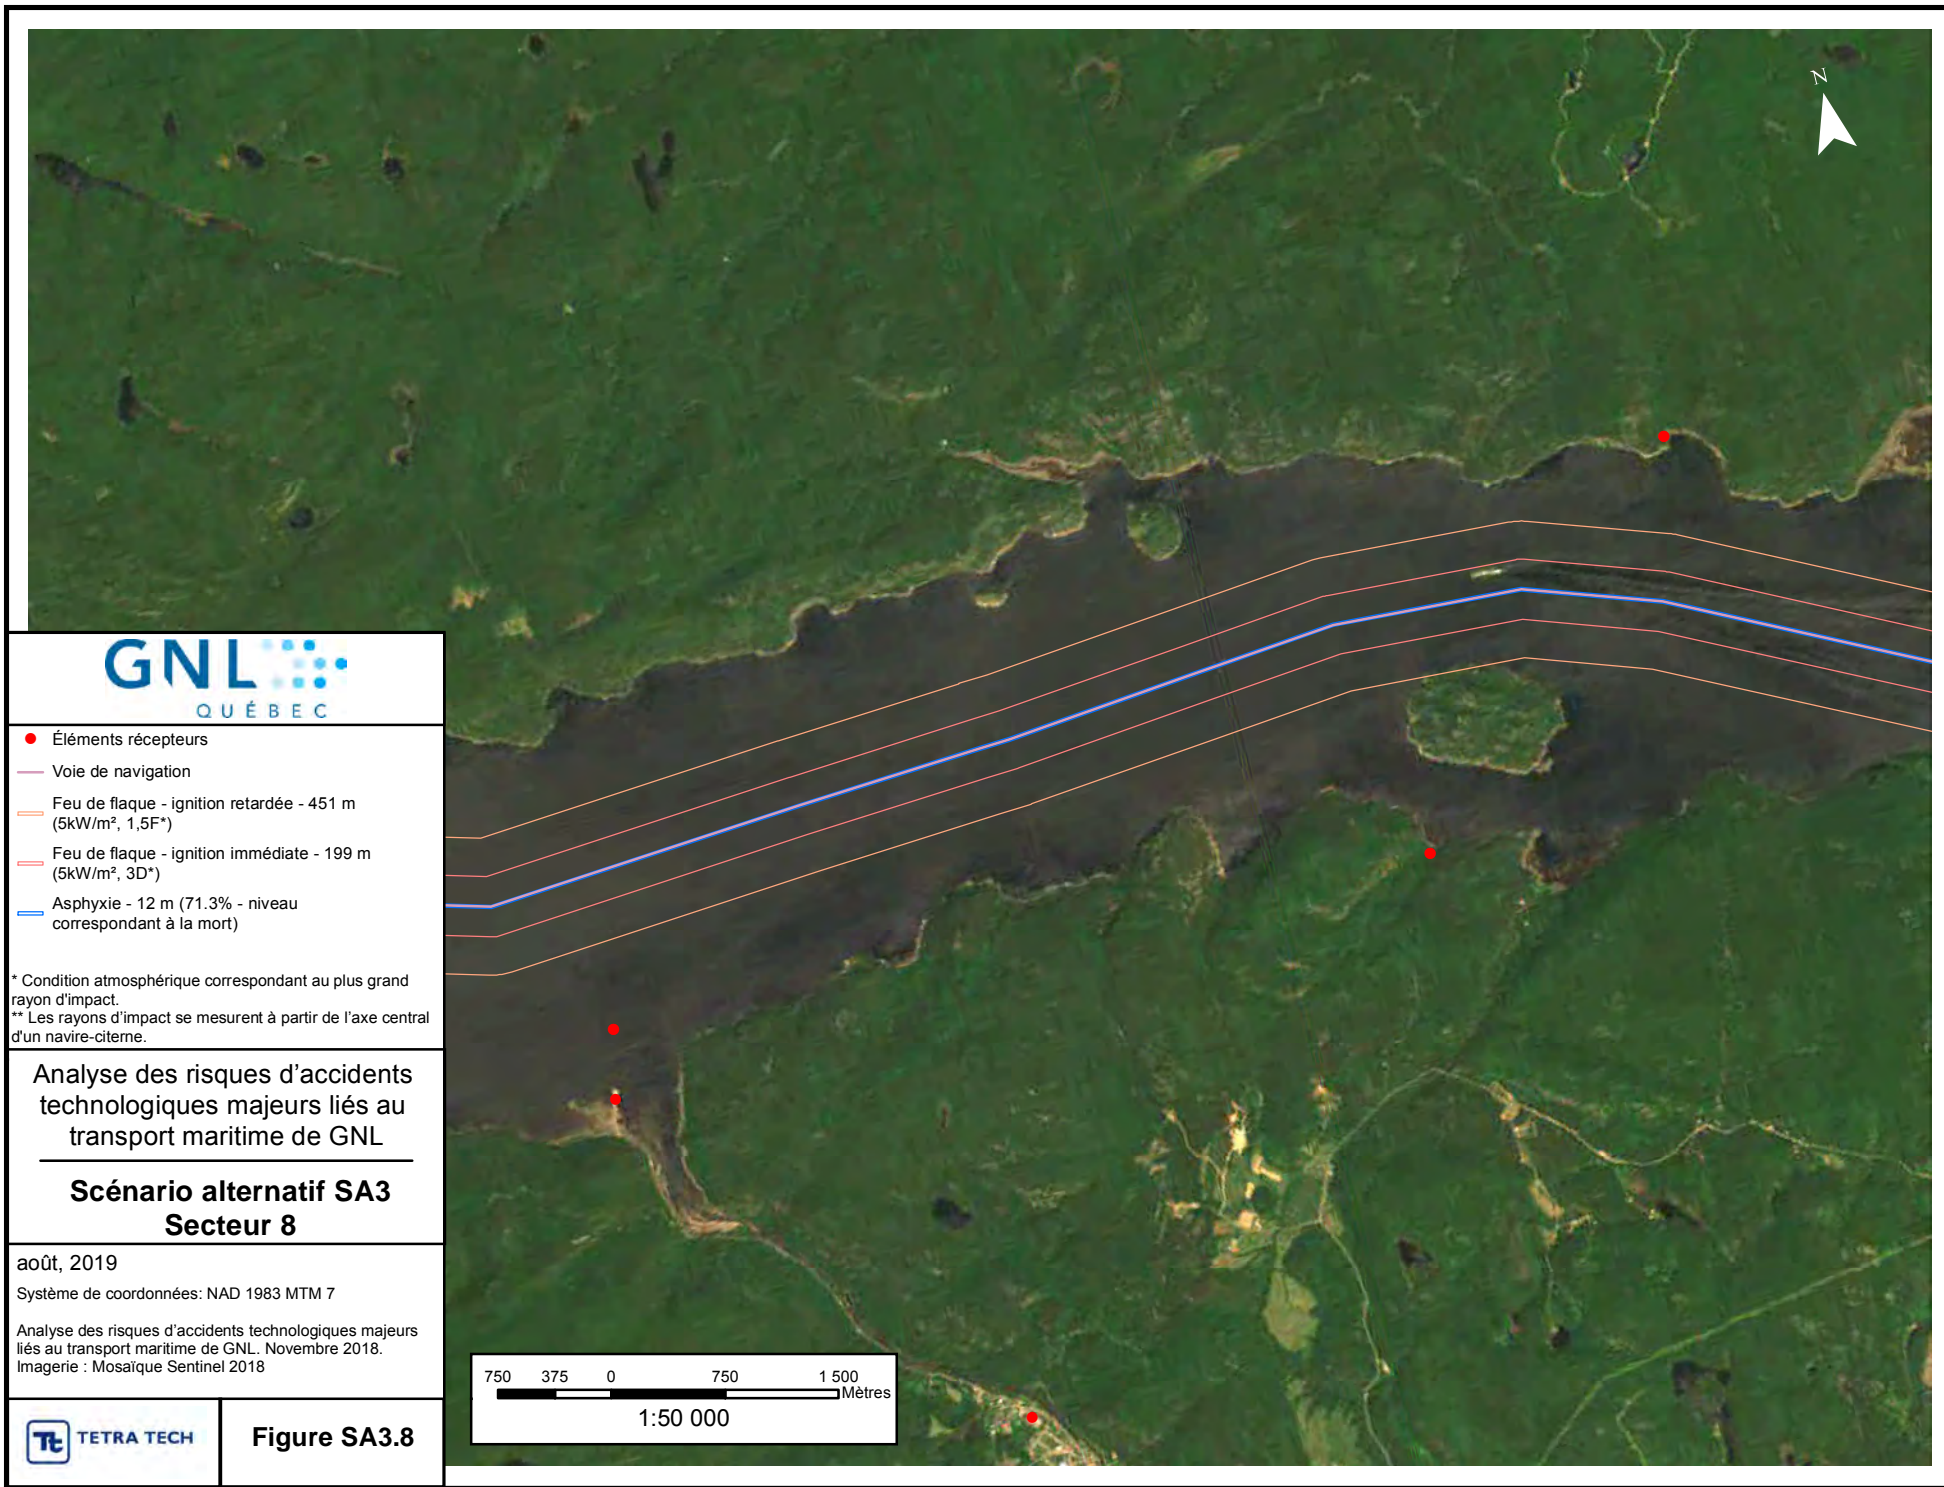 N
GNL
QUÉBEC
Éléments récepteurs
Voie de navigation
Feu de flaque - ignition retardée - 451 m
(5kW/m², 1,5F*)
Feu de flaque - ignition immédiate - 199 m
(5kW/m², 3D*)
Asphyxie - 12 m (71.3% - niveau
correspondant à la mort)
* Condition atmosphérique correspondant au plus grand
rayon d'impact.
** Les rayons d'impact se mesurent à partir de l'axe central
d'un navire-citerne.
Analyse des risques d'accidents
technologiques majeurs liés au
transport maritime de GNL
Scénario alternatif SA3
Secteur 8
août, 2019
Système de coordonnées: NAD 1983 MTM 7
Analyse des risques d'accidents technologiques majeurs
liés au transport maritime de GNL. Novembre 2018.
Imagerie : Mosaïque Sentinel 2018
Tt TETRA TECH
Figure SA3.8
750 375 0 750 1 500
Mètres
1:50 000